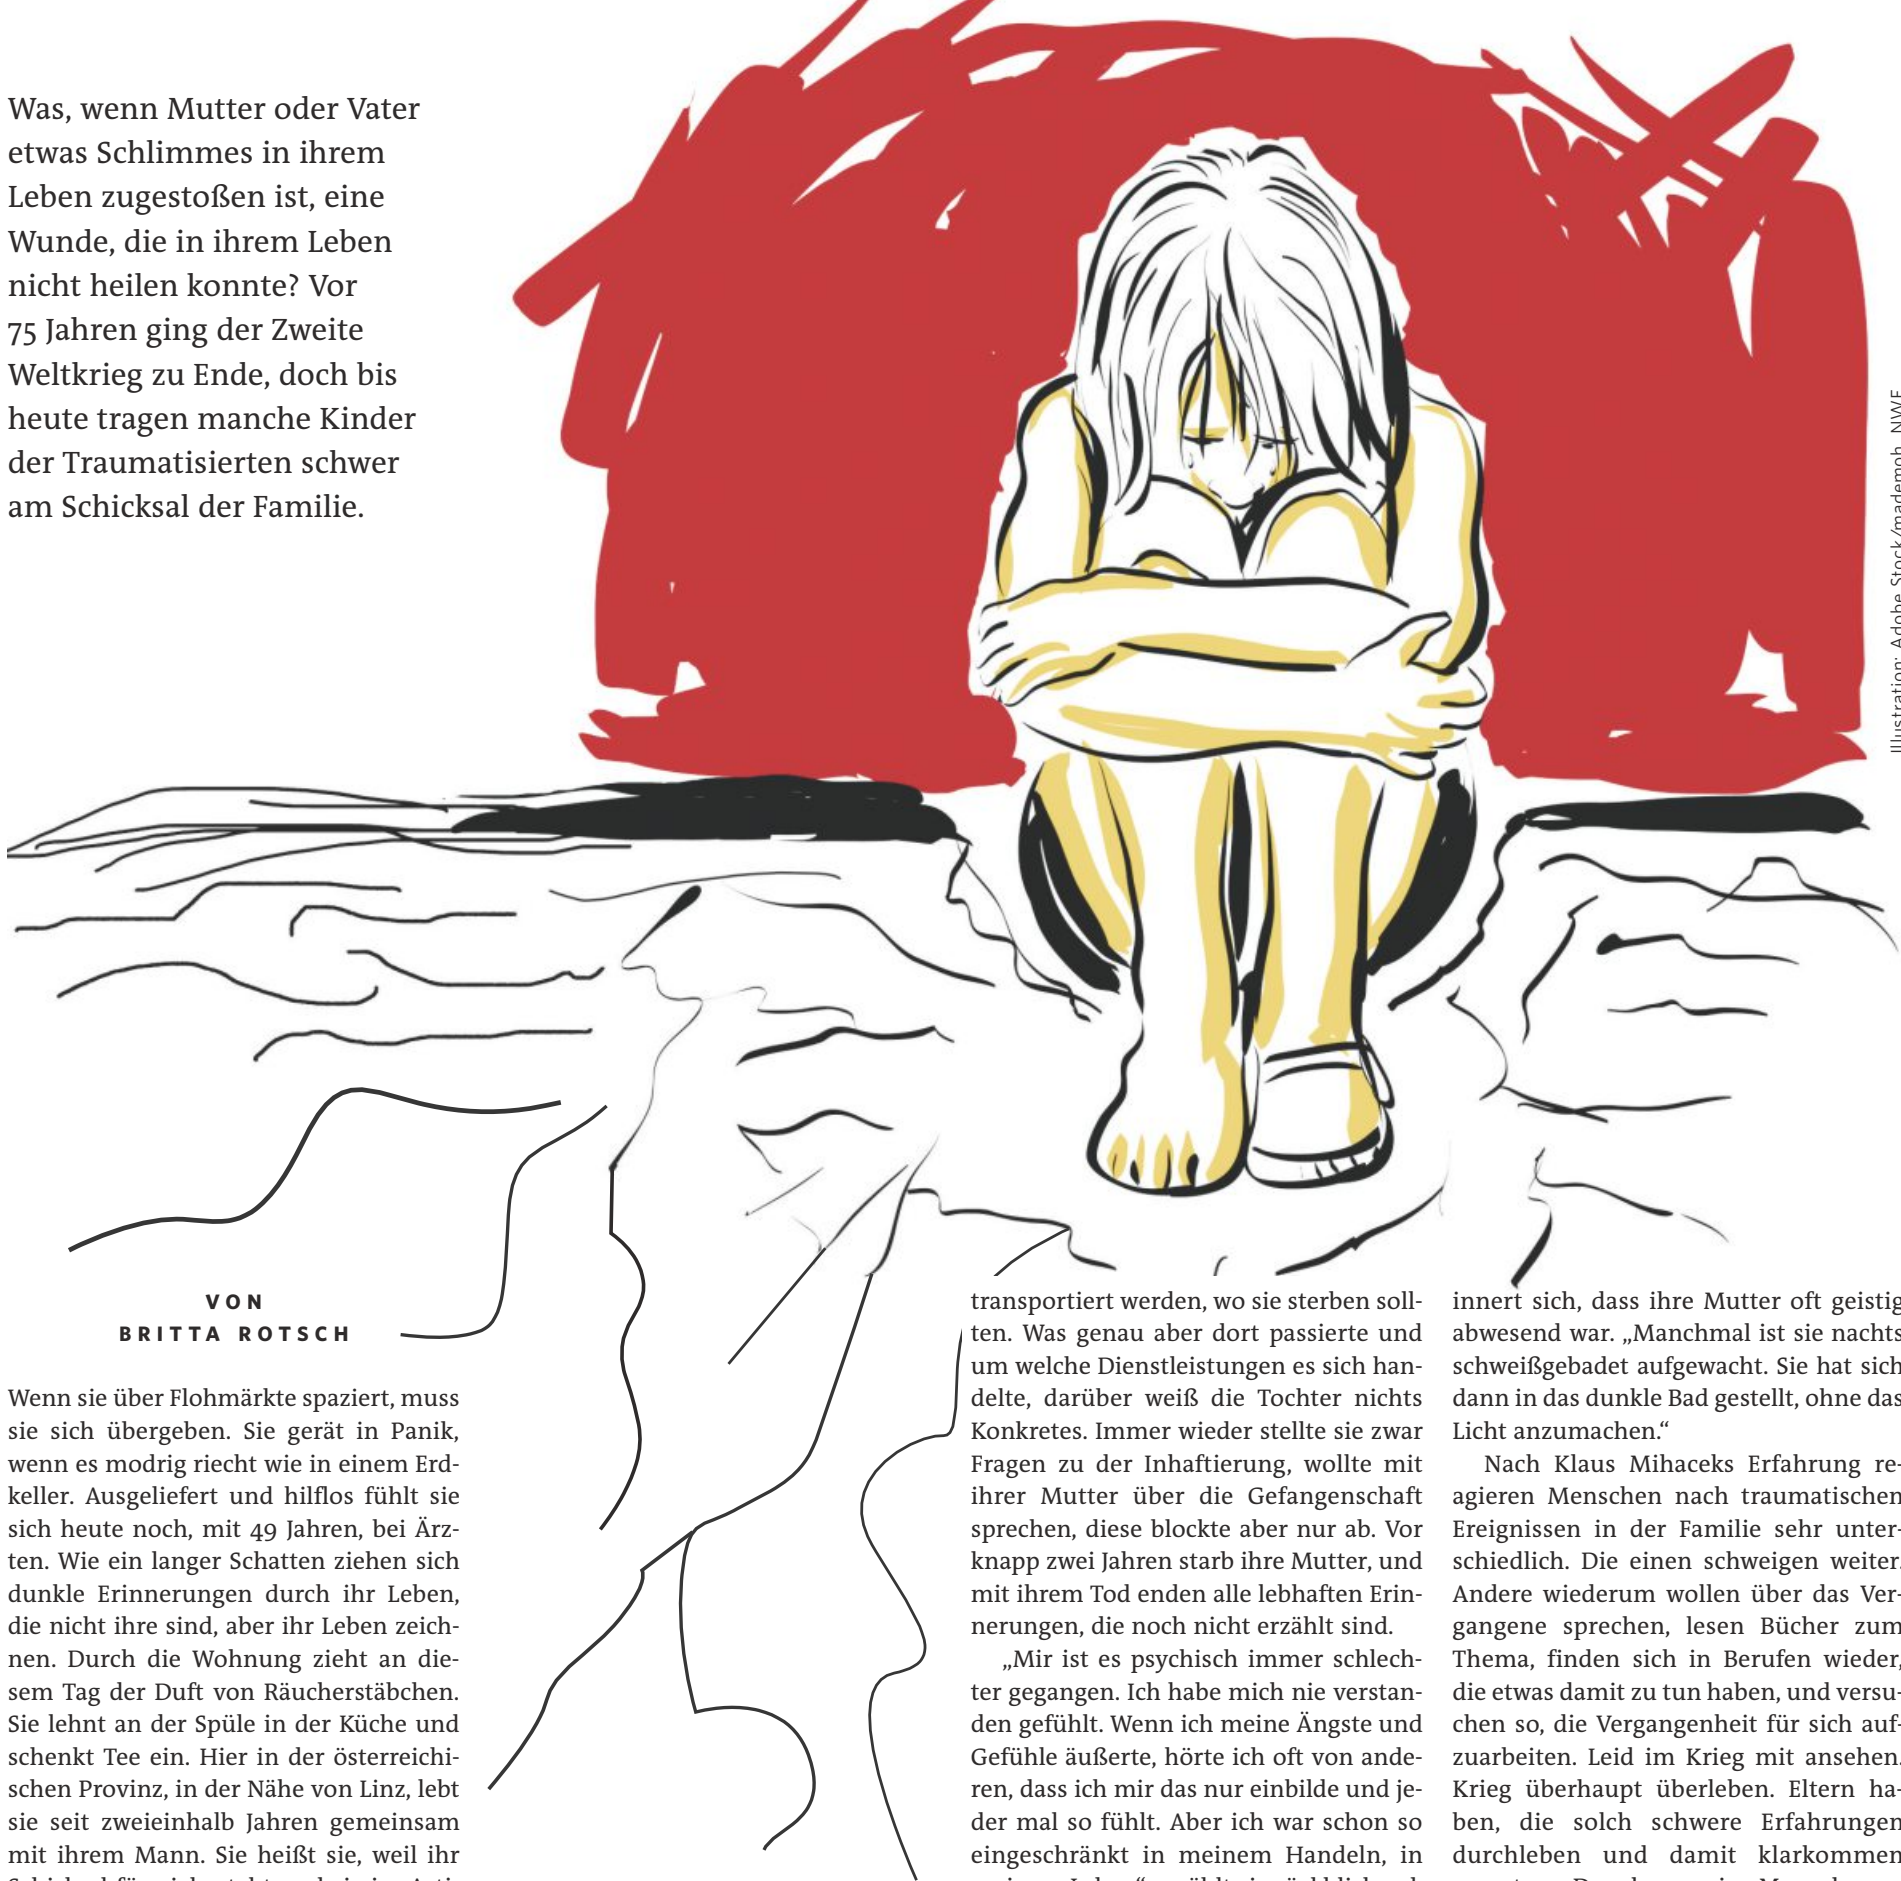 Was, wenn Mutter oder Vater
etwas Schlimmes in ihrem
Leben zugestoßen ist, eine
Wunde, die in ihrem Leben
nicht heilen konnte? Vor
75 Jahren ging der Zweite
Weltkrieg zu Ende, doch bis
heute tragen manche Kinder
der Traumatisierten schwer
am Schicksal der Familie.
Illustration: Adobe Stock/mademoh, NWE
VON
BRITTA ROTSCH
Wenn sie über Flohmärkte spaziert, muss
sie sich übergeben. Sie gerät in Panik,
wenn es modrig riecht wie in einem Erd-
keller. Ausgeliefert und hilflos fühlt sie
sich heute noch, mit 49 Jahren, bei Ärz-
ten. Wie ein langer Schatten ziehen sich
dunkle Erinnerungen durch ihr Leben,
die nicht ihre sind, aber ihr Leben zeich-
nen. Durch die Wohnung zieht an die-
sem Tag der Duft von Räucherstäbchen.
Sie lehnt an der Spüle in der Küche und
schenkt Tee ein. Hier in der österreichi-
schen Provinz, in der Nähe von Linz, lebt
sie seit zweieinhalb Jahren gemeinsam
mit ihrem Mann. Sie heißt sie, weil ihr
transportiert werden, wo sie sterben soll-
ten. Was genau aber dort passierte und
um welche Dienstleistungen es sich han-
delte, darüber weiß die Tochter nichts
Konkretes. Immer wieder stellte sie zwar
Fragen zu der Inhaftierung, wollte mit
ihrer Mutter über die Gefangenschaft
sprechen, diese blockte aber nur ab. Vor
knapp zwei Jahren starb ihre Mutter, und
mit ihrem Tod enden alle lebhaften Erin-
nerungen, die noch nicht erzählt sind.
„Mir ist es psychisch immer schlech-
ter gegangen. Ich habe mich nie verstan-
den gefühlt. Wenn ich meine Ängste und
Gefühle äußerte, hörte ich oft von ande-
ren, dass ich mir das nur einbilde und je-
der mal so fühlt. Aber ich war schon so
eingeschränkt in meinem Handeln, in
innert sich, dass ihre Mutter oft geistig
abwesend war. „Manchmal ist sie nachts
schweißgebadet aufgewacht. Sie hat sich
dann in das dunkle Bad gestellt, ohne das
Licht anzumachen.“
Nach Klaus Mihaceks Erfahrung re-
agieren Menschen nach traumatischen
Ereignissen in der Familie sehr unter-
schiedlich. Die einen schweigen weiter.
Andere wiederum wollen über das Ver-
gangene sprechen, lesen Bücher zum
Thema, finden sich in Berufen wieder,
die etwas damit zu tun haben, und versu-
chen so, die Vergangenheit für sich auf-
zuarbeiten. Leid im Krieg mit ansehen.
Krieg überhaupt überleben. Eltern ha-
ben, die solch schwere Erfahrungen
durchleben und damit klarkommen